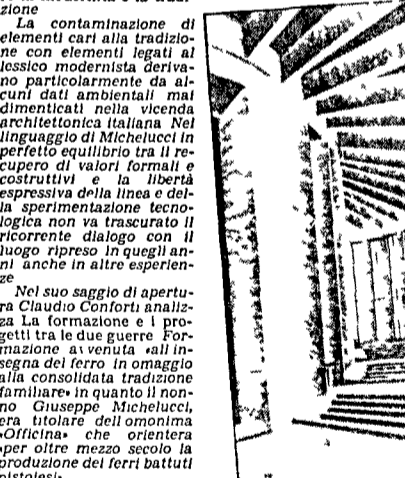 zione
La contaminazione di
elementi cari alla tradizio-
ne con elementi legati al
lessico modernista deriva-
no particolarmente da al-
cuni dati ambientali mai
dimenticati nella vicenda
architettonica italiana Nel
linguaggio di Michelucci in
perfetto equilibrio tra il re-
cupero di valori formali e
costruttivi e la libertà
espressiva della linea e del-
la sperimentazione tecno-
logica non va trascurato il
ricorrente dialogo con il
luogo ripreso in quegli an-
ni anche in altre esperien-
ze
Nel suo saggio di apertu-
ra Claudio Conforti analiz-
za La formazione e i pro-
getti tra le due guerre For-
mazione avvenuta «all in-
segna del ferro in omaggio
alla consolidata tradizione
familiare» in quanto il non-
no Giuseppe Michelucci,
era titolare dell omonima
«Officina» che orientera
«per oltre mezzo secolo la
produzione dei ferri battuti
pistoiesi»